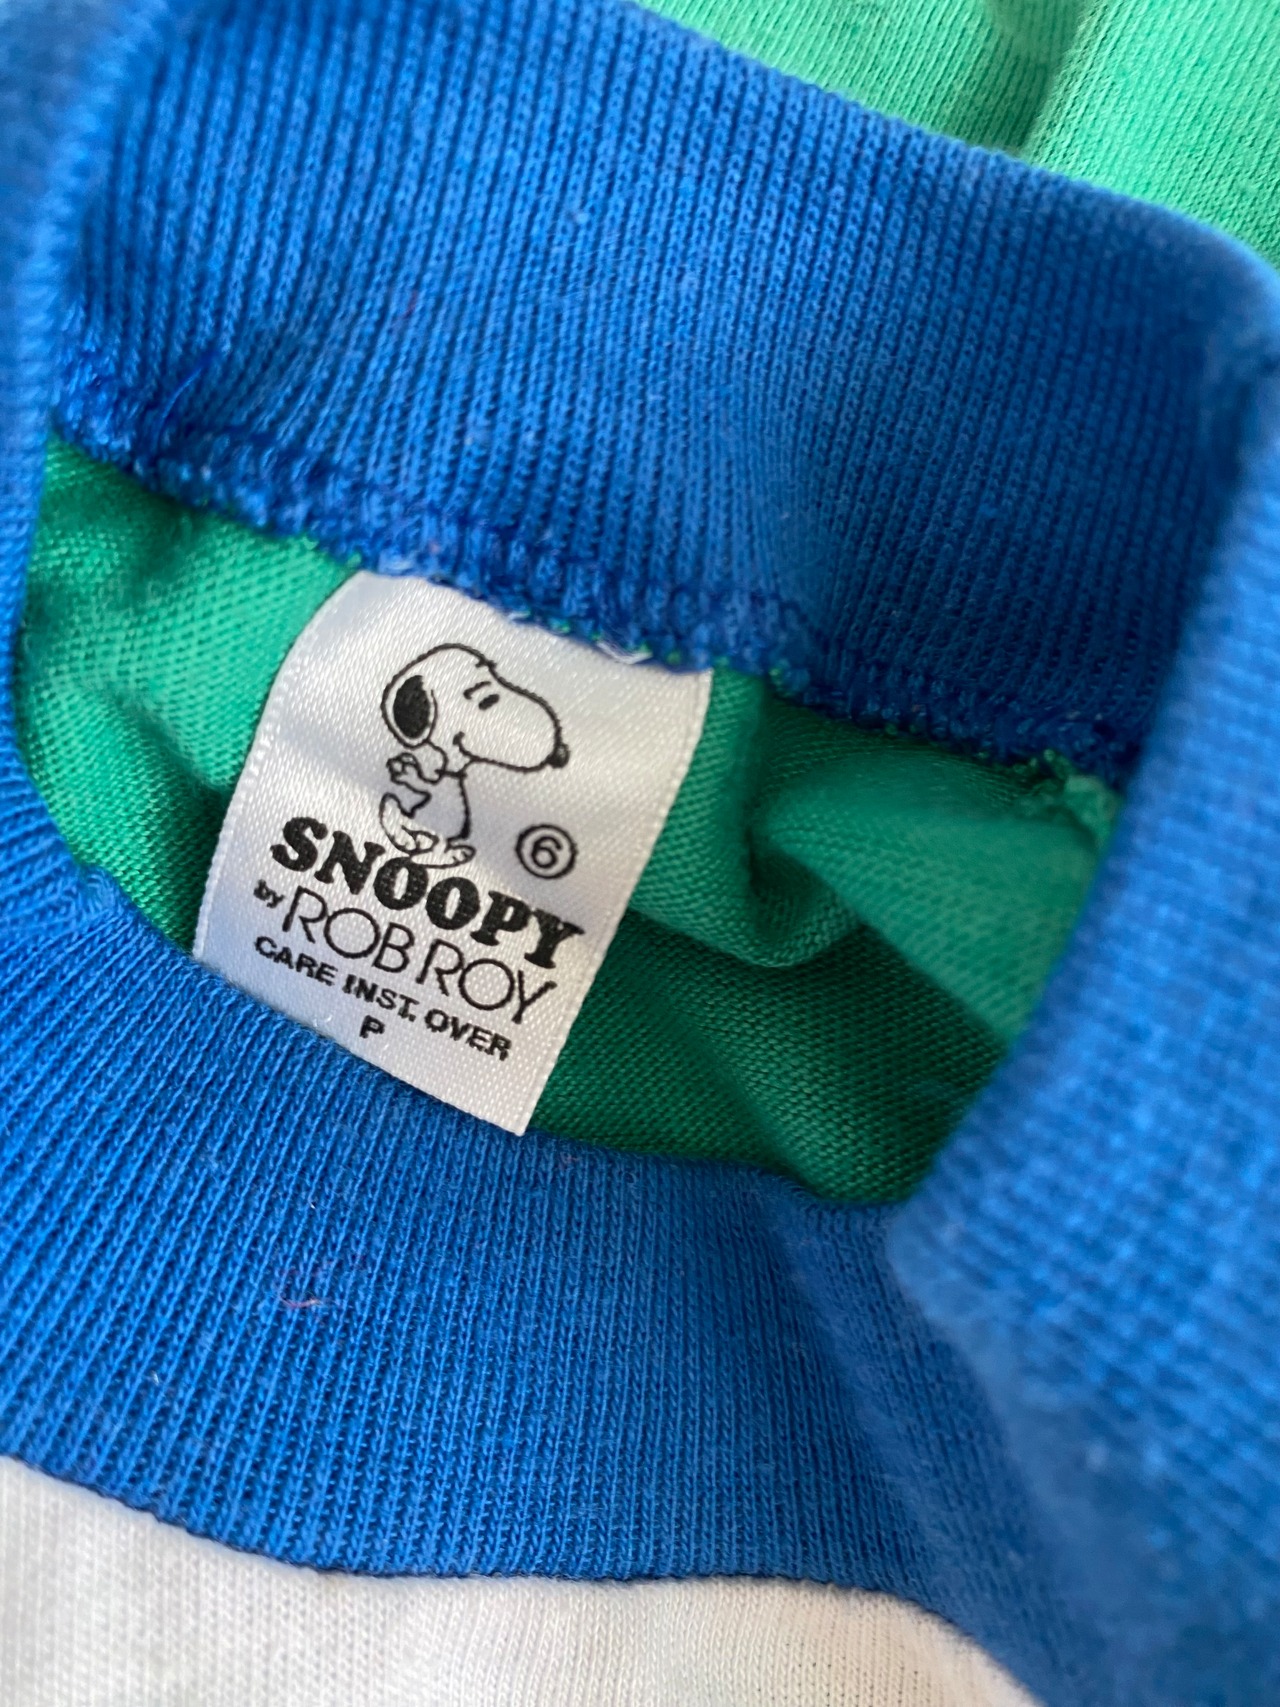 ⑥
SNOOPY
by ROB ROY
CARE INST. OVER
P